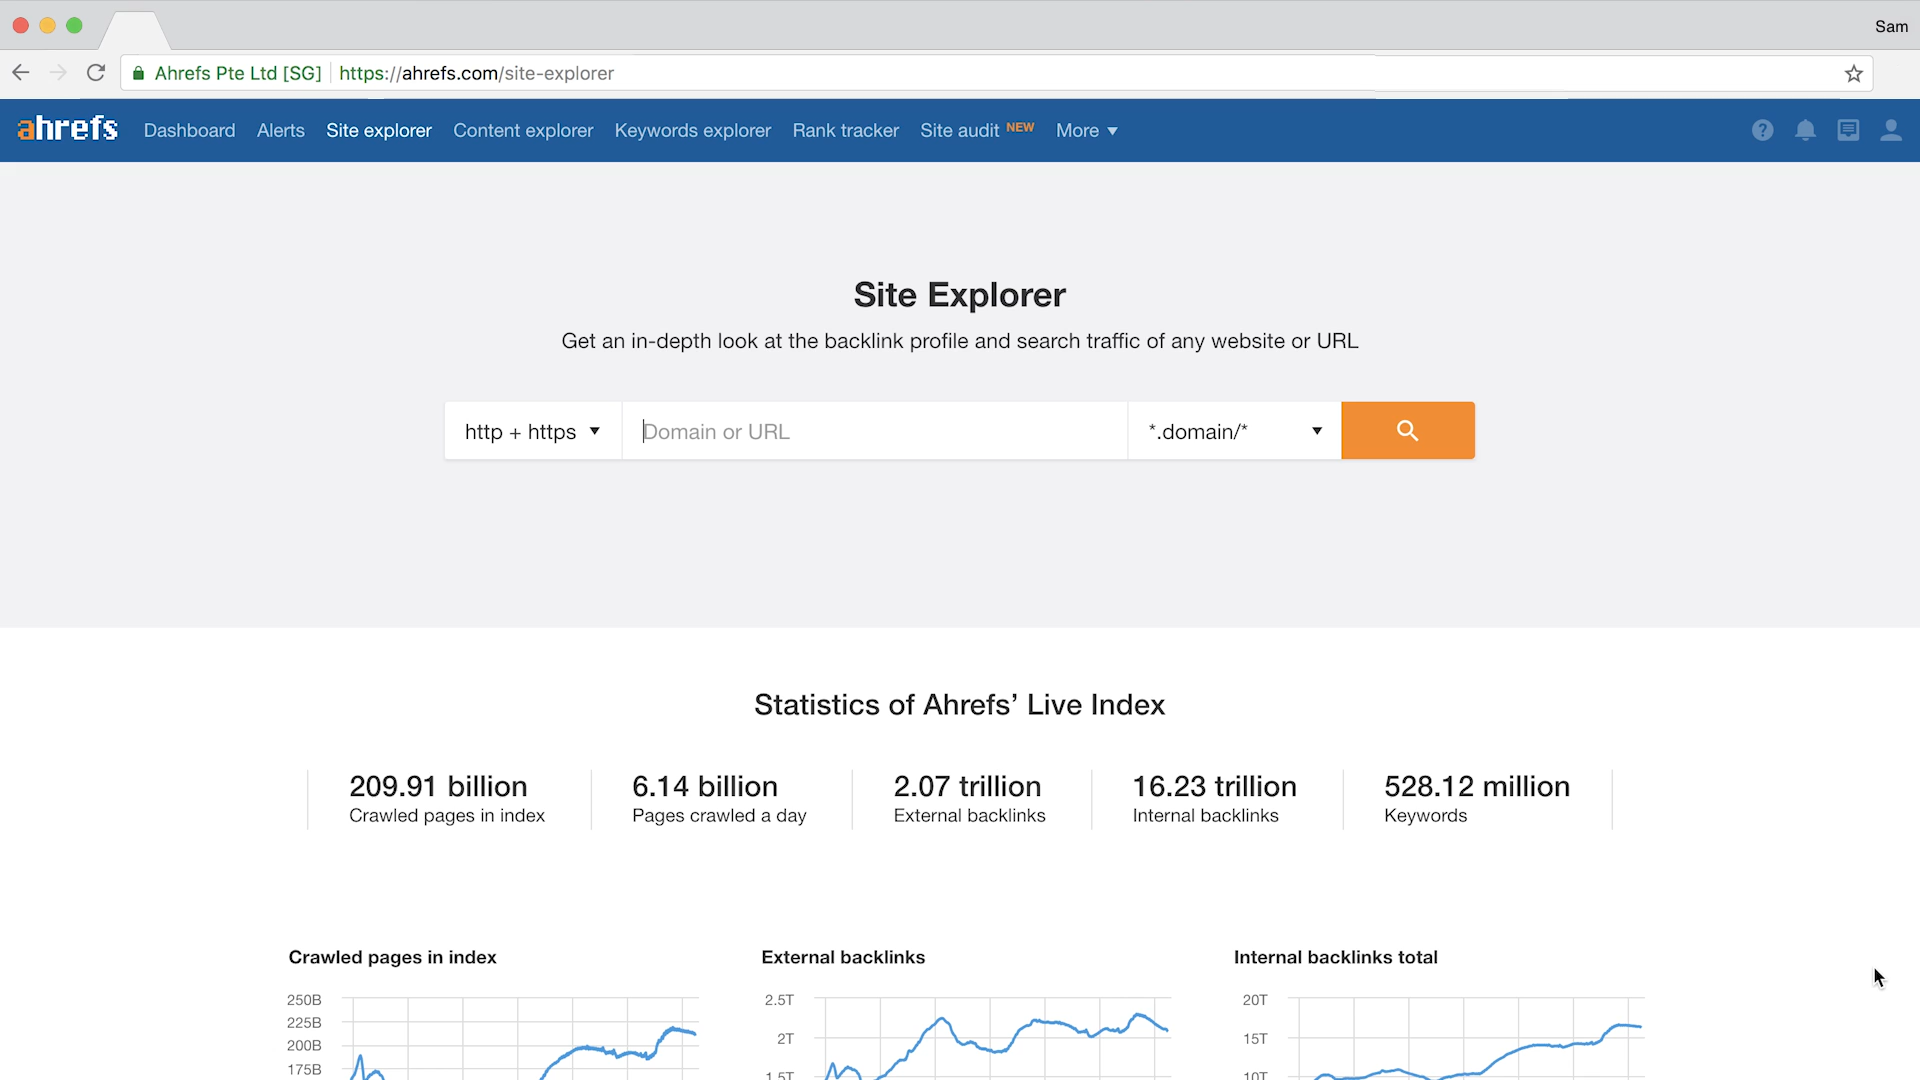 Sam
Ahrefs Pte Ltd [SG] https://ahrefs.com/site-explorer
ahrefs Dashboard Alerts Site explorer Content explorer Keywords explorer Rank tracker Site audit NEW More
Site Explorer
Get an in-depth look at the backlink profile and search traffic of any website or URL
http + https Domain or URL *.domain/*
Statistics of Ahrefs’ Live Index
209.91 billion 6.14 billion 2.07 trillion 16.23 trillion 528.12 million
Crawled pages in index Pages crawled a day External backlinks Internal backlinks Keywords
Crawled pages in index External backlinks Internal backlinks total
250B 2.5T 20T
225B
200B 2T 15T
175B 1.5T 10T